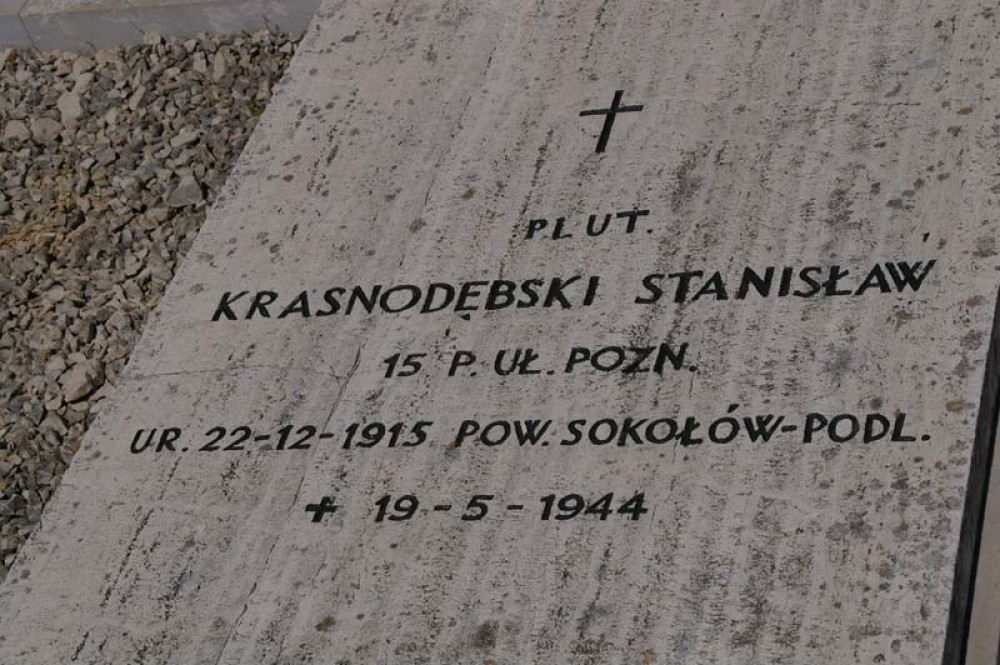 PLUT.
KRASNODĘBSKI STANISŁAW
15 P. UŁ. POZN.
UR. 22-12-1915 POW. SOKOŁÓW-PODL.
+ 19-5-1944